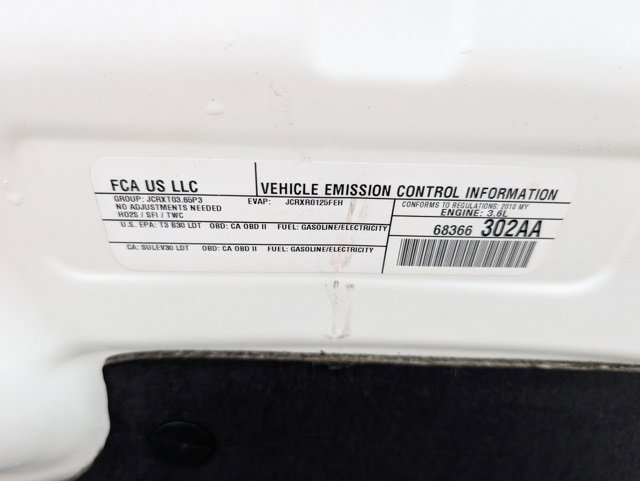 FCA US LLC
VEHICLE EMISSION CONTROL INFORMATION
GROUP: JCRXT03.65P3
EVAP: JCRXR0125FEH
NO ADJUSTMENTS NEEDED
HO2S / SFI / TWC
CONFORMS TO REGULATIONS: 2018 MY
ENGINE: 3.6L
U.S. EPA: T3 B30 LDT OBD: CA OBD II FUEL: GASOLINE/ELECTRICITY
68366 302AA
CA: SULEV30 LDT OBD: CA OBD II FUEL: GASOLINE/ELECTRICITY